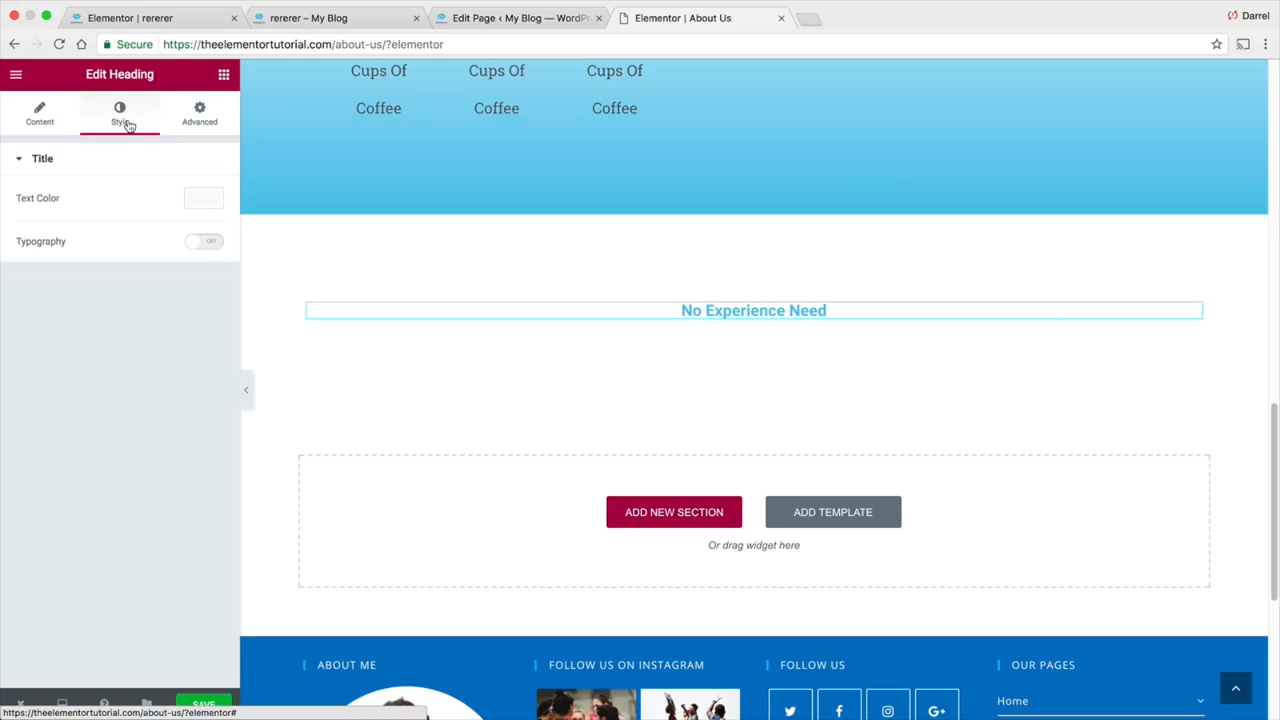 Elementor | rererer
rererer – My Blog
Edit Page ‹ My Blog — WordPr
Elementor | About Us
Darrel
Secure
https://theelementortutorial.com/about-us/?elementor
Edit Heading
Content
Style
Advanced
Title
Text Color
Typography
OFF
Cups Of Cups Of Cups Of
Coffee Coffee Coffee
No Experience Need
ADD NEW SECTION
ADD TEMPLATE
Or drag widget here
ABOUT ME
FOLLOW US ON INSTAGRAM
FOLLOW US
OUR PAGES
Home
SAVE
https://theelementortutorial.com/about-us/?elementor#